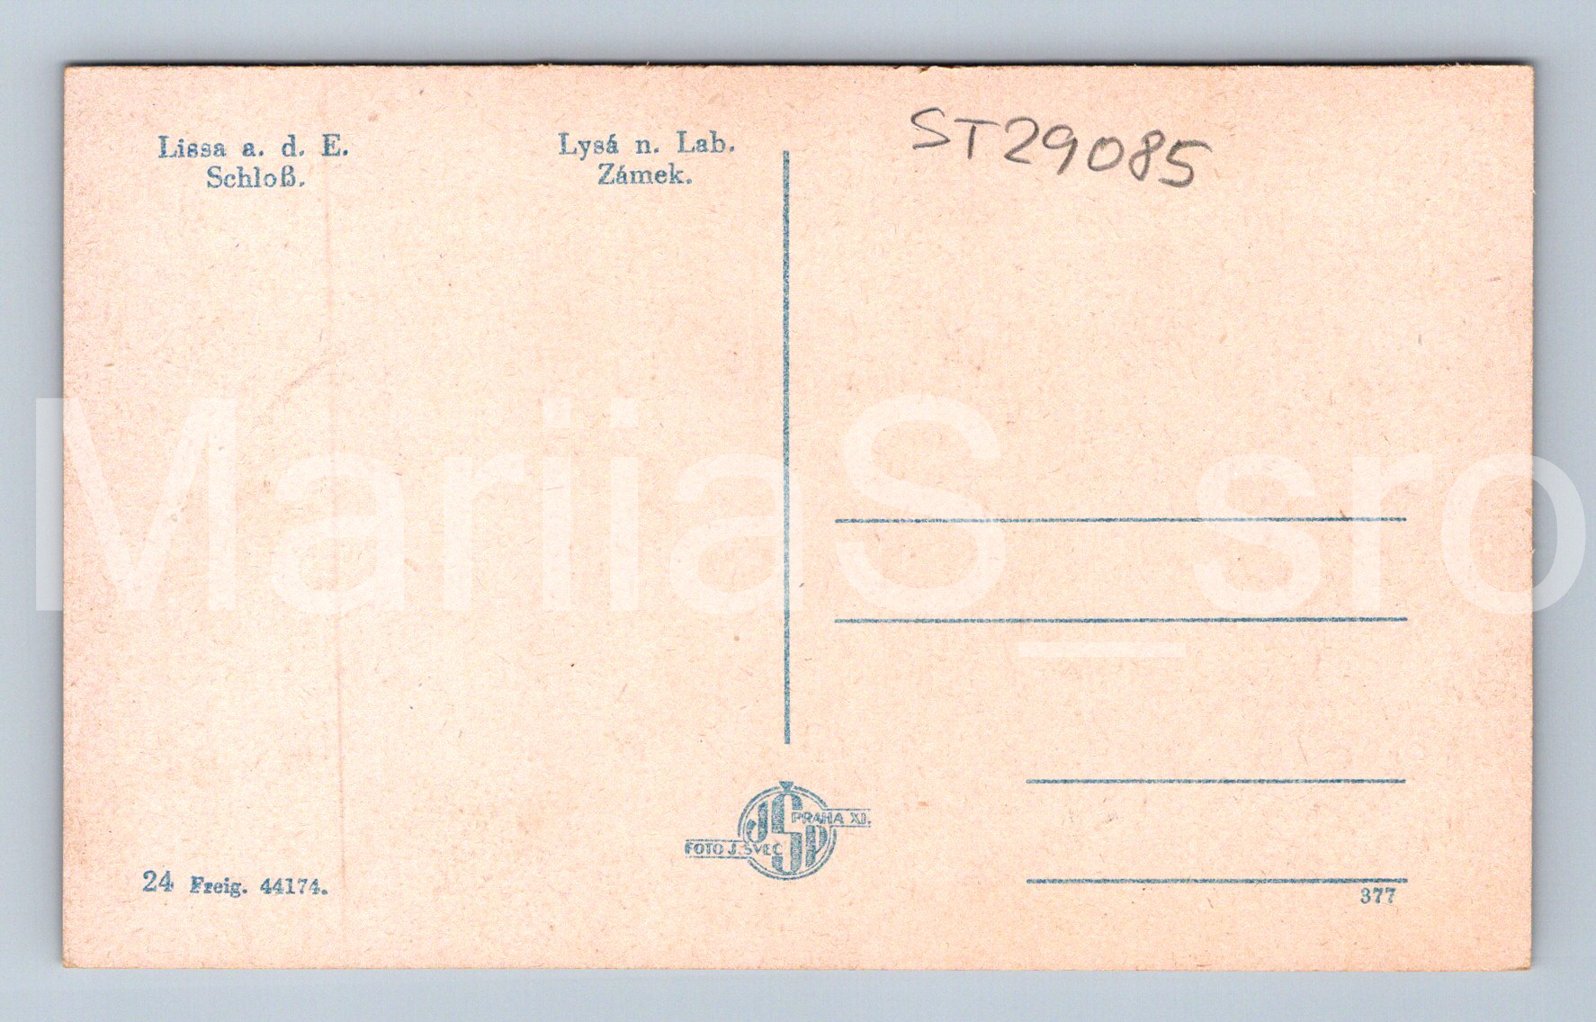 Lissa a. d. E.
Schloß.
Lysá n. Lab.
Zámek.
ST29085
MariiaS_sro
PRAHA XI.
FOTO J. ŠVEC
JŠP
24 Freig. 44174.
377